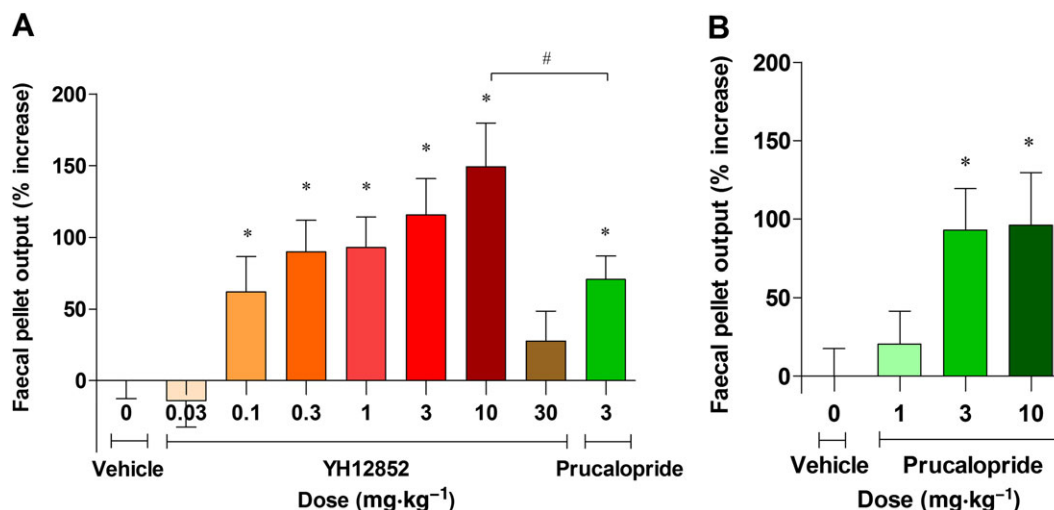 A
Faecal pellet output (% increase)
200
150
100
50
0
#
* * * * * *
0 0.03 0.1 0.3 1 3 10 30 3
Vehicle YH12852 Prucalopride
Dose (mg·kg⁻¹)
B
Faecal pellet output (% increase)
200
150
100
50
0
* *
0 1 3 10
Vehicle Prucalopride
Dose (mg·kg⁻¹)